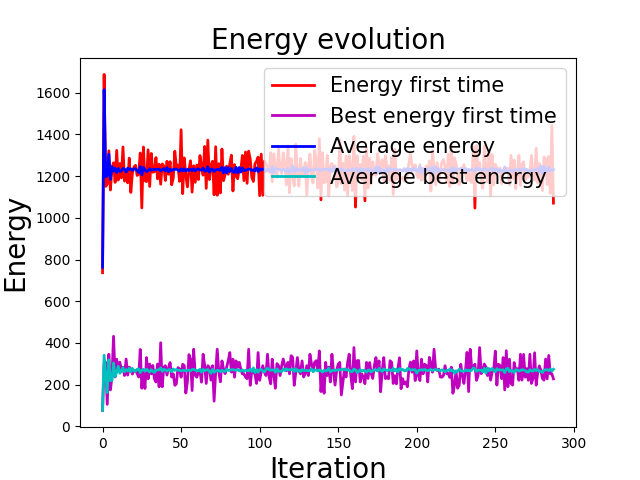 Energy evolution
1600
1400
1200
1000
800
600
400
200
0
Energy
Energy first time
Best energy first time
Average energy
Average best energy
0 50 100 150 200 250 300
Iteration